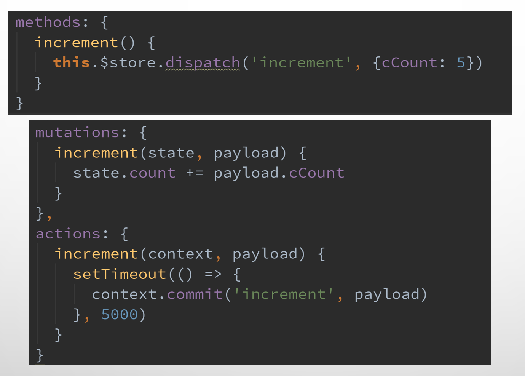 methods: {
increment() {
this.$store.dispatch('increment', {cCount: 5})
}
}
mutations: {
increment(state, payload) {
state.count += payload.cCount
}
},
actions: {
increment(context, payload) {
setTimeout(() => {
context.commit('increment', payload)
}, 5000)
}
}